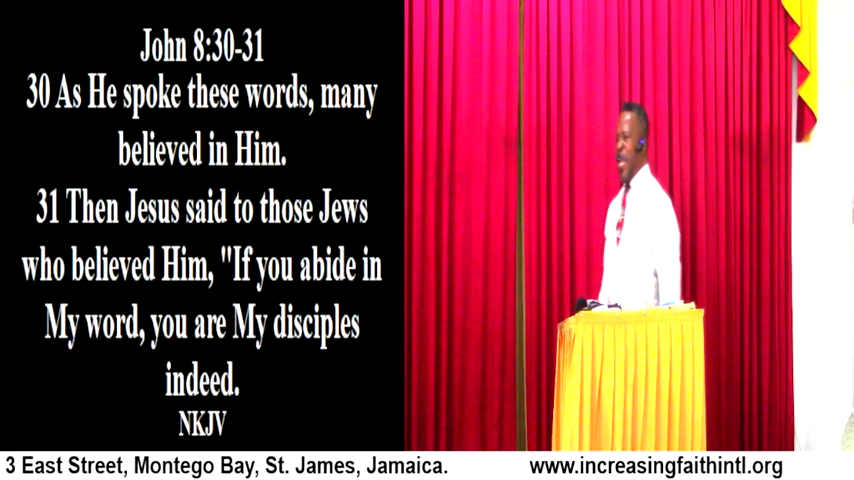 John 8:30-31
30 As He spoke these words, many
believed in Him.
31 Then Jesus said to those Jews
who believed Him, "If you abide in
My word, you are My disciples
indeed.
NKJV
3 East Street, Montego Bay, St. James, Jamaica.
www.increasingfaithintl.org